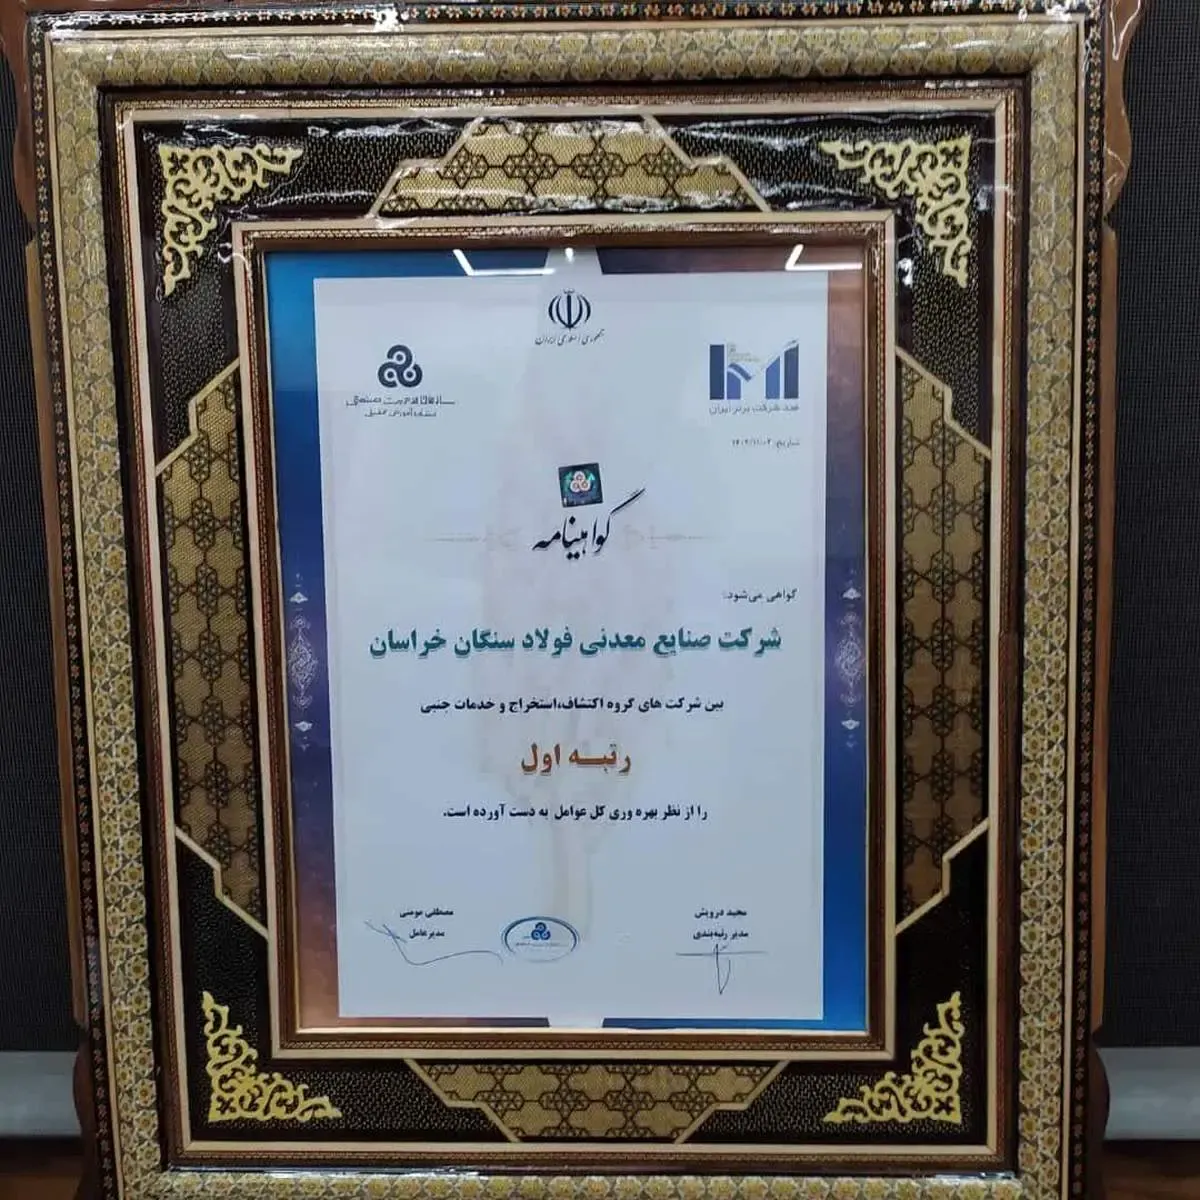 جمهوری اسلامی ایران
سازمان مدیریت صنعتی
صد شرکت برتر ایران
گواهینامه
گواهی می‌شود:
شرکت صنایع معدنی فولاد سنگان خراسان
بین شرکت های گروه اکتشاف،استخراج و خدمات جنبی
رتبـــه اول
را از نظر بهره وری کل عوامل به دست آورده است.
مجید درویش
مدیر رتبه‌بندی
مصطفی مومنی
مدیرعامل